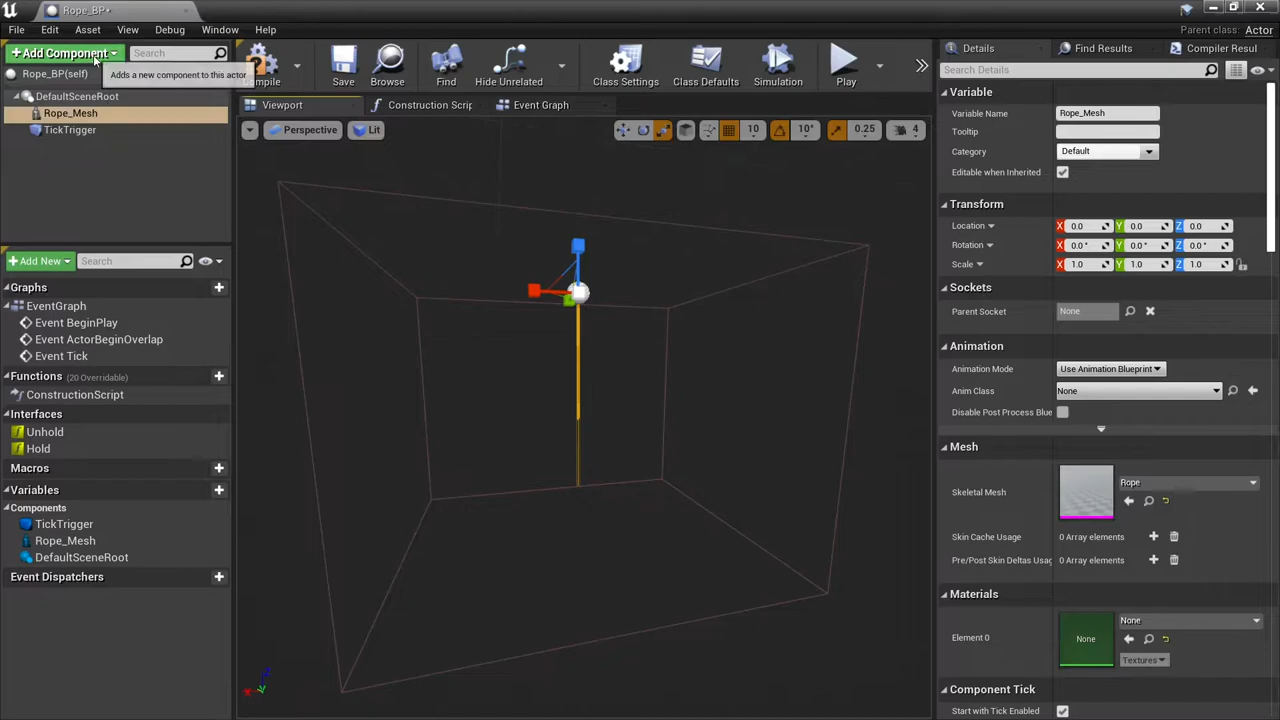 Rope_BP*
File Edit Asset View Debug Window Help
Parent class: Actor
+Add Component
Search
Compile
Save
Browse
Find
Hide Unrelated
Class Settings
Class Defaults
Simulation
Play
Details
Find Results
Compiler Resul
Search Details
Adds a new component to this actor
Rope_BP(self)
DefaultSceneRoot
Rope_Mesh
TickTrigger
Viewport
Construction Scrip
Event Graph
Perspective
Lit
10
10°
0.25
4
Variable
Variable Name Rope_Mesh
Tooltip
Category Default
Editable when Inherited
Transform
Location X 0.0 Y 0.0 Z 0.0
Rotation X 0.0° Y 0.0° Z 0.0°
Scale X 1.0 Y 1.0 Z 1.0
Sockets
Parent Socket None
Animation
Animation Mode Use Animation Blueprint
Anim Class None
Disable Post Process Blue
Mesh
Skeletal Mesh Rope
Skin Cache Usage 0 Array elements
Pre/Post Skin Deltas Usag 0 Array elements
Materials
Element 0 None None
Textures
Component Tick
Start with Tick Enabled
+Add New
Search
Graphs
EventGraph
Event BeginPlay
Event ActorBeginOverlap
Event Tick
Functions (20 Overridable)
ConstructionScript
Interfaces
Unhold
Hold
Macros
Variables
Components
TickTrigger
Rope_Mesh
DefaultSceneRoot
Event Dispatchers